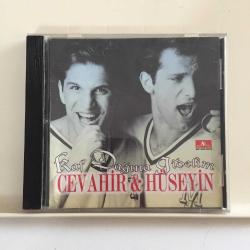 Kaf Dağına Gidelim
CEVAHİR & HÜSEYİN